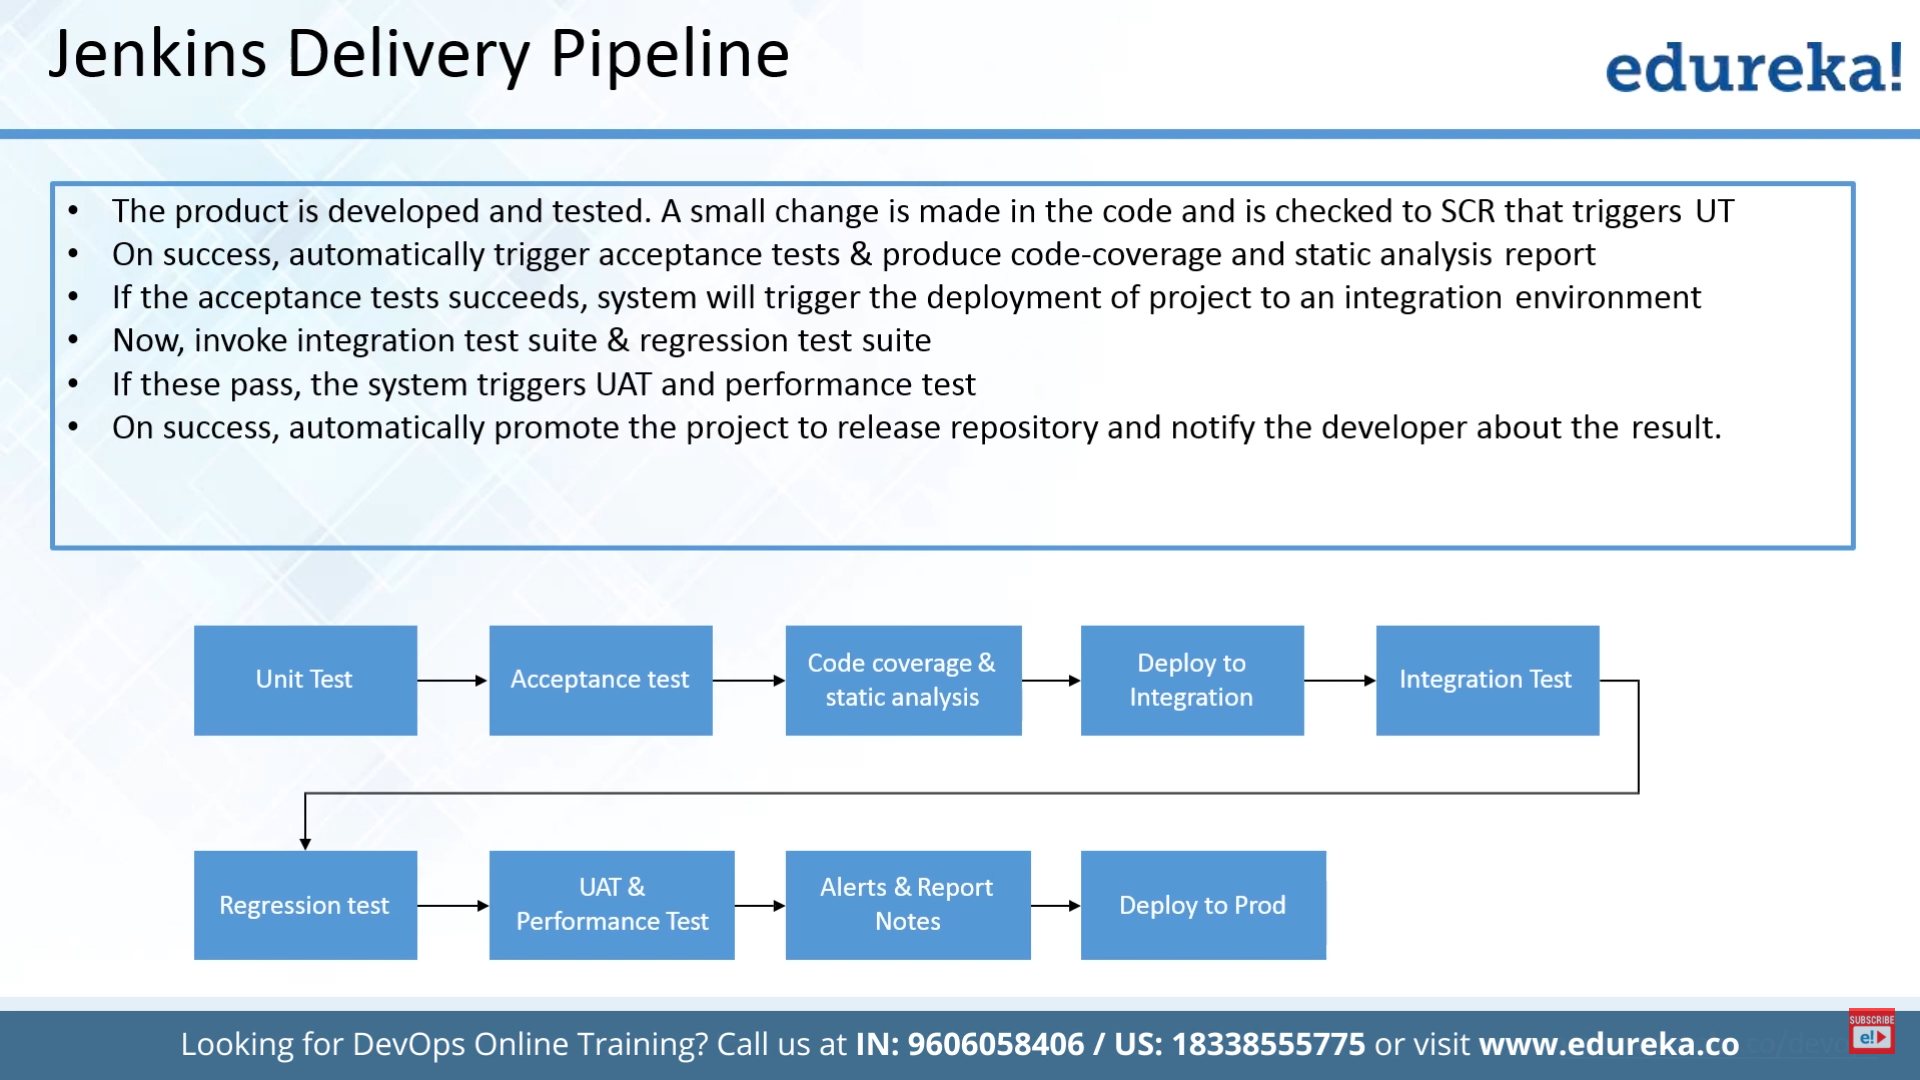 Jenkins Delivery Pipeline
edureka!
• The product is developed and tested. A small change is made in the code and is checked to SCR that triggers UT
• On success, automatically trigger acceptance tests & produce code-coverage and static analysis report
• If the acceptance tests succeeds, system will trigger the deployment of project to an integration environment
• Now, invoke integration test suite & regression test suite
• If these pass, the system triggers UAT and performance test
• On success, automatically promote the project to release repository and notify the developer about the result.
Unit Test
Acceptance test
Code coverage &
static analysis
Deploy to
Integration
Integration Test
Regression test
UAT &
Performance Test
Alerts & Report
Notes
Deploy to Prod
Looking for DevOps Online Training? Call us at IN: 9606058406 / US: 18338555775 or visit www.edureka.co
SUBSCRIBE
e!